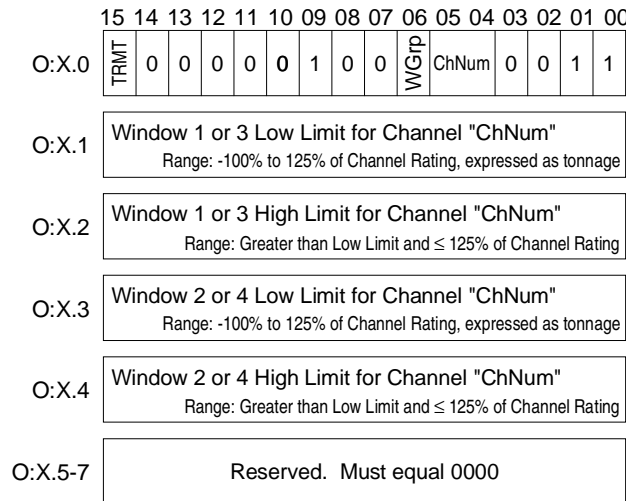 15 14 13 12 11 10 09 08 07 06 05 04 03 02 01 00
O:X.0 TRMT 0 0 0 0 0 1 0 0 WGrp ChNum 0 0 1 1
O:X.1 Window 1 or 3 Low Limit for Channel "ChNum"
Range: -100% to 125% of Channel Rating, expressed as tonnage
O:X.2 Window 1 or 3 High Limit for Channel "ChNum"
Range: Greater than Low Limit and ≤ 125% of Channel Rating
O:X.3 Window 2 or 4 Low Limit for Channel "ChNum"
Range: -100% to 125% of Channel Rating, expressed as tonnage
O:X.4 Window 2 or 4 High Limit for Channel "ChNum"
Range: Greater than Low Limit and ≤ 125% of Channel Rating
O:X.5-7 Reserved. Must equal 0000